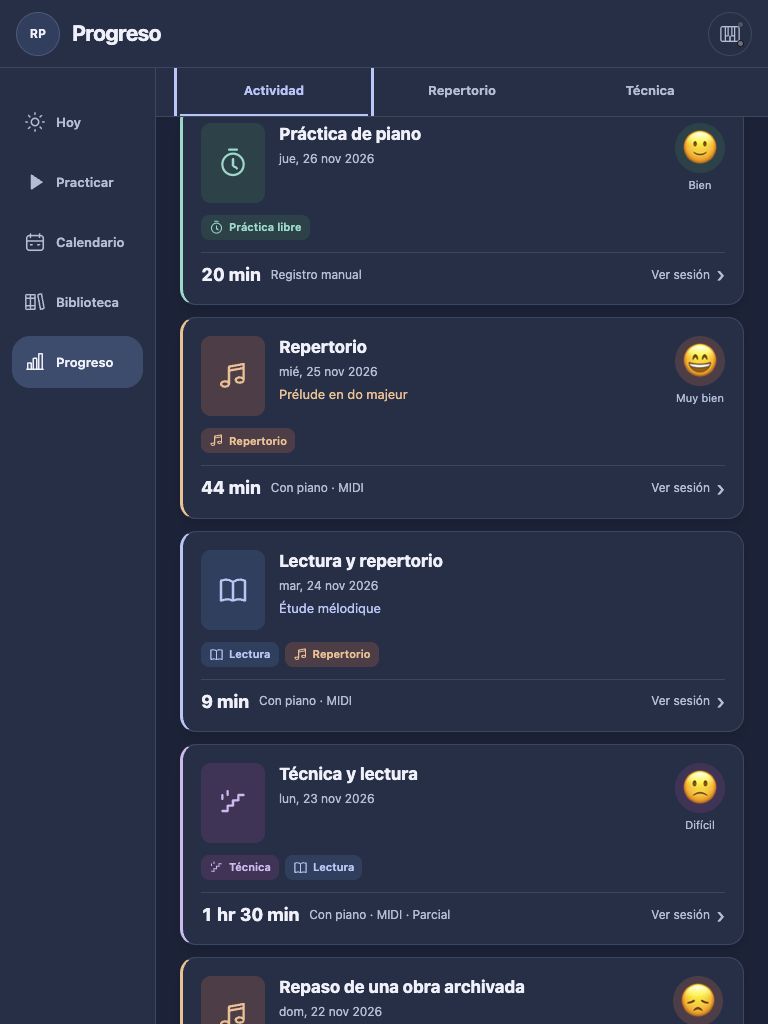 RP
Progreso
Hoy
Practicar
Calendario
Biblioteca
Progreso
Actividad
Repertorio
Técnica
Práctica de piano
jue, 26 nov 2026
Bien
Práctica libre
20 min
Registro manual
Ver sesión
Repertorio
mié, 25 nov 2026
Prélude en do majeur
Muy bien
Repertorio
44 min
Con piano · MIDI
Ver sesión
Lectura y repertorio
mar, 24 nov 2026
Étude mélodique
Lectura
Repertorio
9 min
Con piano · MIDI
Ver sesión
Técnica y lectura
lun, 23 nov 2026
Difícil
Técnica
Lectura
1 hr 30 min
Con piano · MIDI · Parcial
Ver sesión
Repaso de una obra archivada
dom, 22 nov 2026